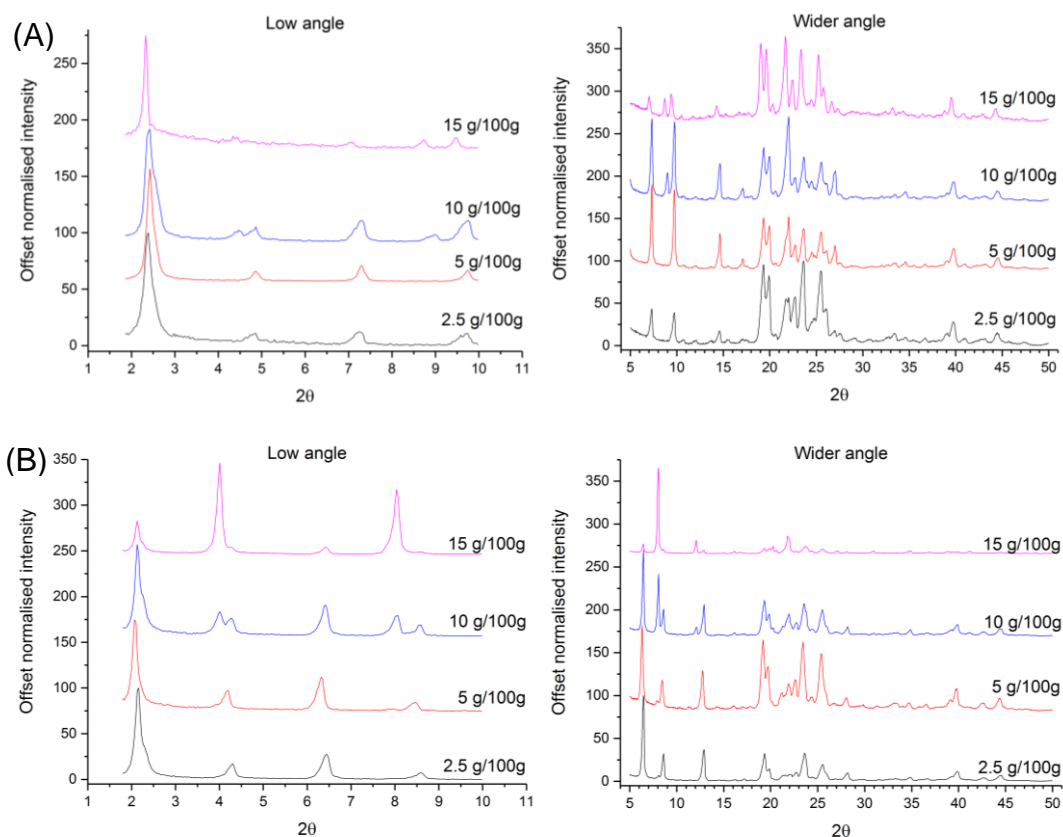 (A)
Low angle
Offset normalised intensity
250
200
150
100
50
0
15 g/100g
10 g/100g
5 g/100g
2.5 g/100g
1 2 3 4 5 6 7 8 9 10 11
2θ
Wider angle
Offset normalised intensity
350
300
250
200
150
100
50
0
15 g/100g
10 g/100g
5 g/100g
2.5 g/100g
5 10 15 20 25 30 35 40 45 50
2θ
(B)
Low angle
Offset normalised intensity
350
300
250
200
150
100
50
0
15 g/100g
10 g/100g
5 g/100g
2.5 g/100g
1 2 3 4 5 6 7 8 9 10 11
2θ
Wider angle
Offset normalised intensity
350
300
250
200
150
100
50
0
15 g/100g
10 g/100g
5 g/100g
2.5 g/100g
5 10 15 20 25 30 35 40 45 50
2θ